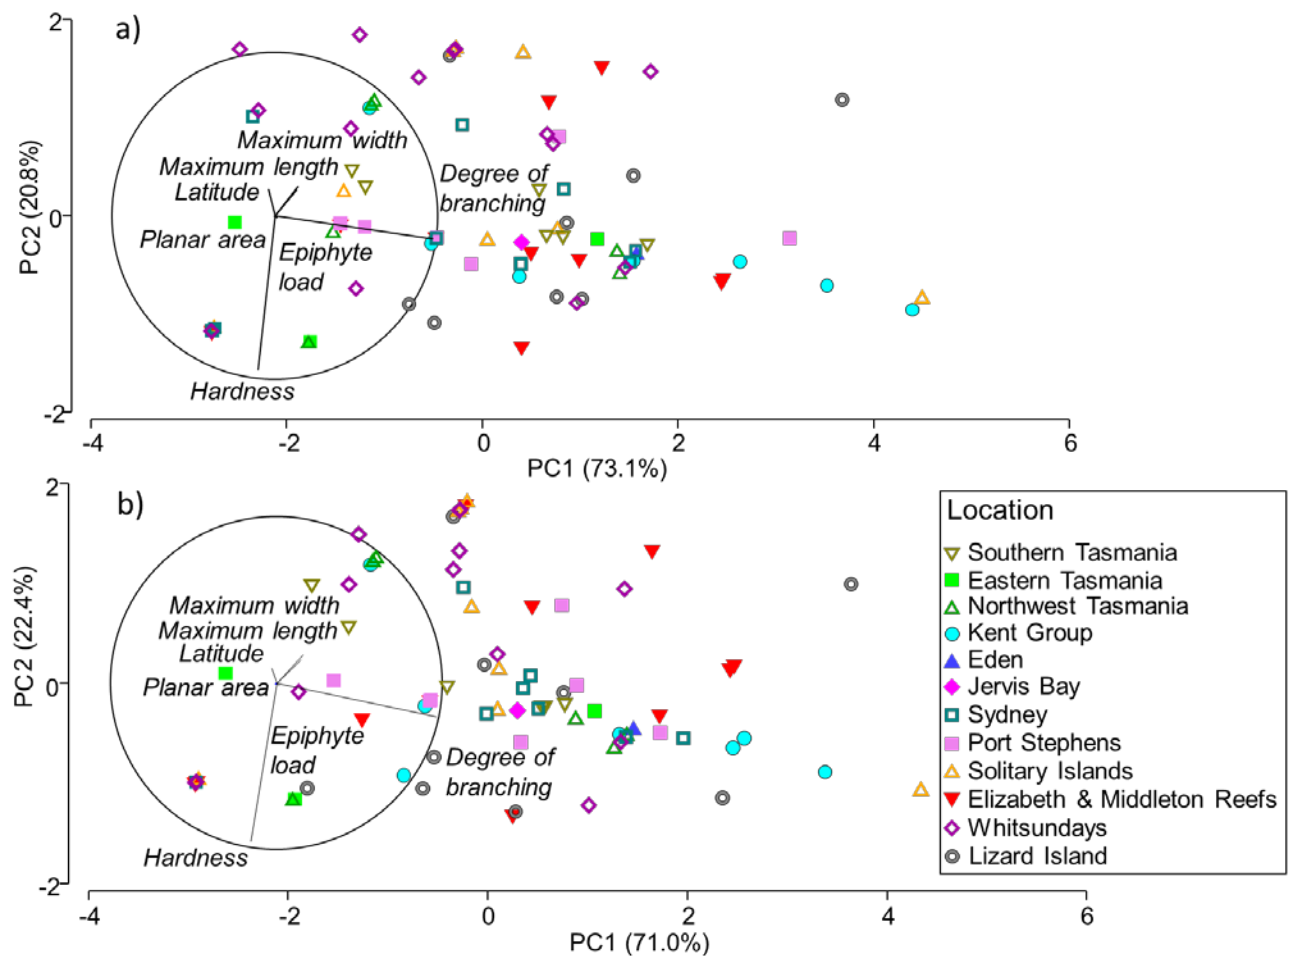 a)
2
0
-2
PC2 (20.8%)
Maximum width
Maximum length
Latitude
Degree of
branching
Planar area
Epiphyte
load
Hardness
-4
-2
0
2
4
6
PC1 (73.1%)
b)
2
0
-2
PC2 (22.4%)
Maximum width
Maximum length
Latitude
Planar area
Epiphyte
load
Degree of
branching
Hardness
-4
-2
0
2
4
6
PC1 (71.0%)
Location
Southern Tasmania
Eastern Tasmania
Northwest Tasmania
Kent Group
Eden
Jervis Bay
Sydney
Port Stephens
Solitary Islands
Elizabeth & Middleton Reefs
Whitsundays
Lizard Island